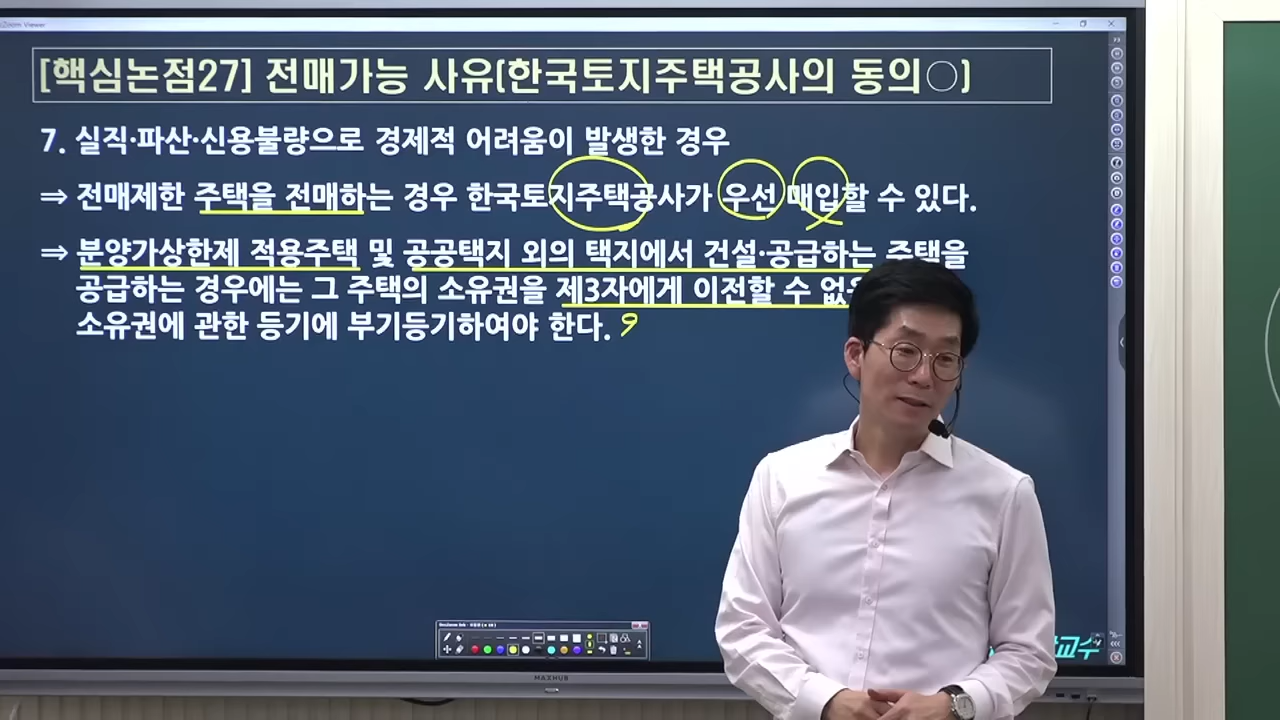 Zoom Viewer
[핵심논점27] 전매가능 사유(한국토지주택공사의 동의○)
7. 실직·파산·신용불량으로 경제적 어려움이 발생한 경우
⇒ 전매제한 주택을 전매하는 경우 한국토지주택공사가 우선 매입할 수 있다.
⇒ 분양가상한제 적용주택 및 공공택지 외의 택지에서 건설·공급하는 주택을
공급하는 경우에는 그 주택의 소유권을 제3자에게 이전할 수 없
소유권에 관한 등기에 부기등기하여야 한다.
교수
MAXHUB